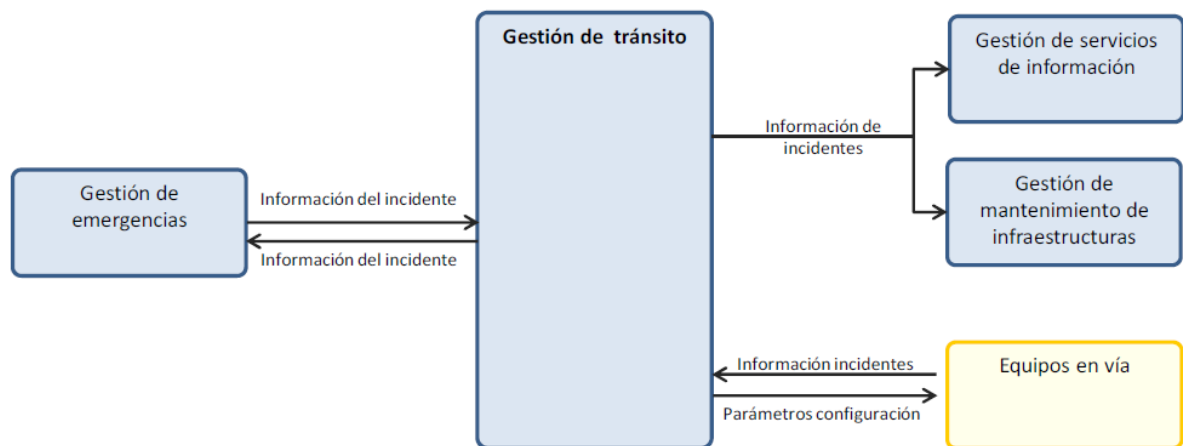 Gestión de tránsito
Gestión de servicios
de información
Información de
incidentes
Gestión de
mantenimiento de
infraestructuras
Gestión de
emergencias
Información del incidente
Información del incidente
Información incidentes
Parámetros configuración
Equipos en vía